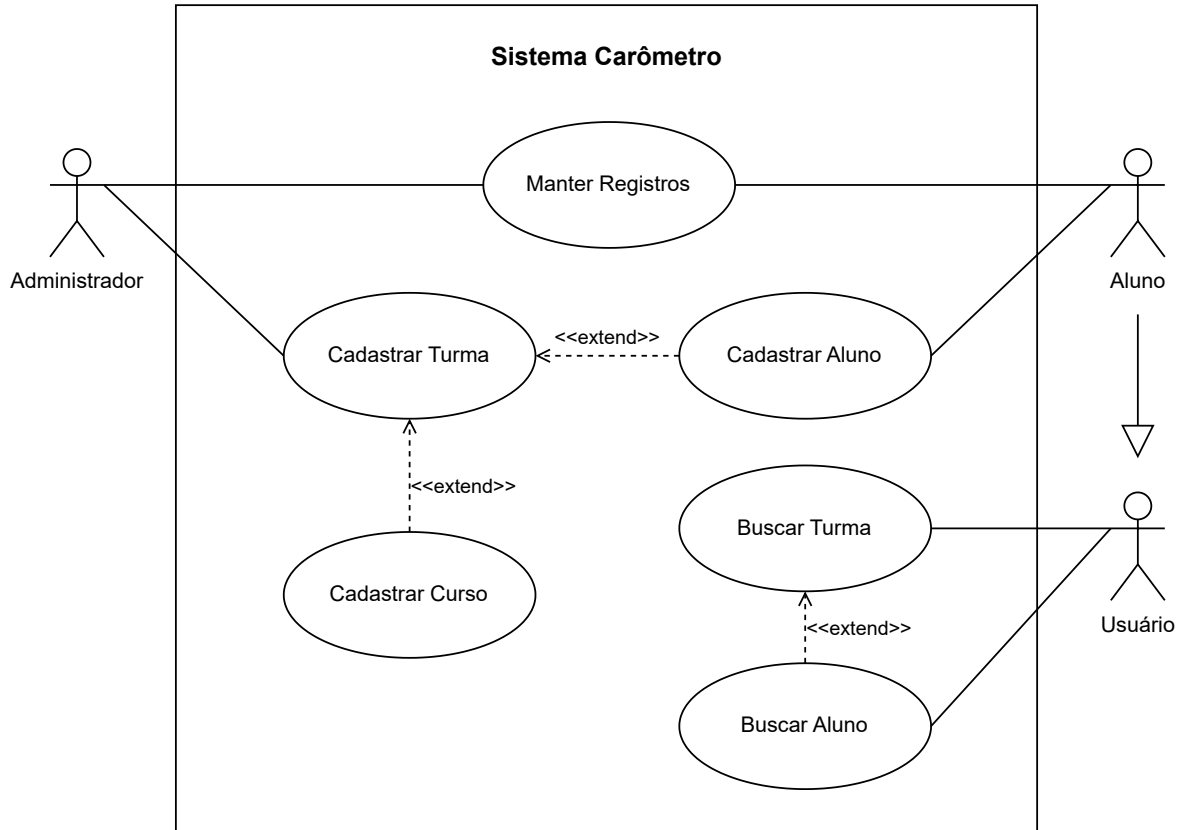 Sistema Carômetro
Manter Registros
Administrador
Aluno
Cadastrar Turma
<<extend>>
Cadastrar Aluno
<<extend>>
Buscar Turma
Cadastrar Curso
Usuário
<<extend>>
Buscar Aluno